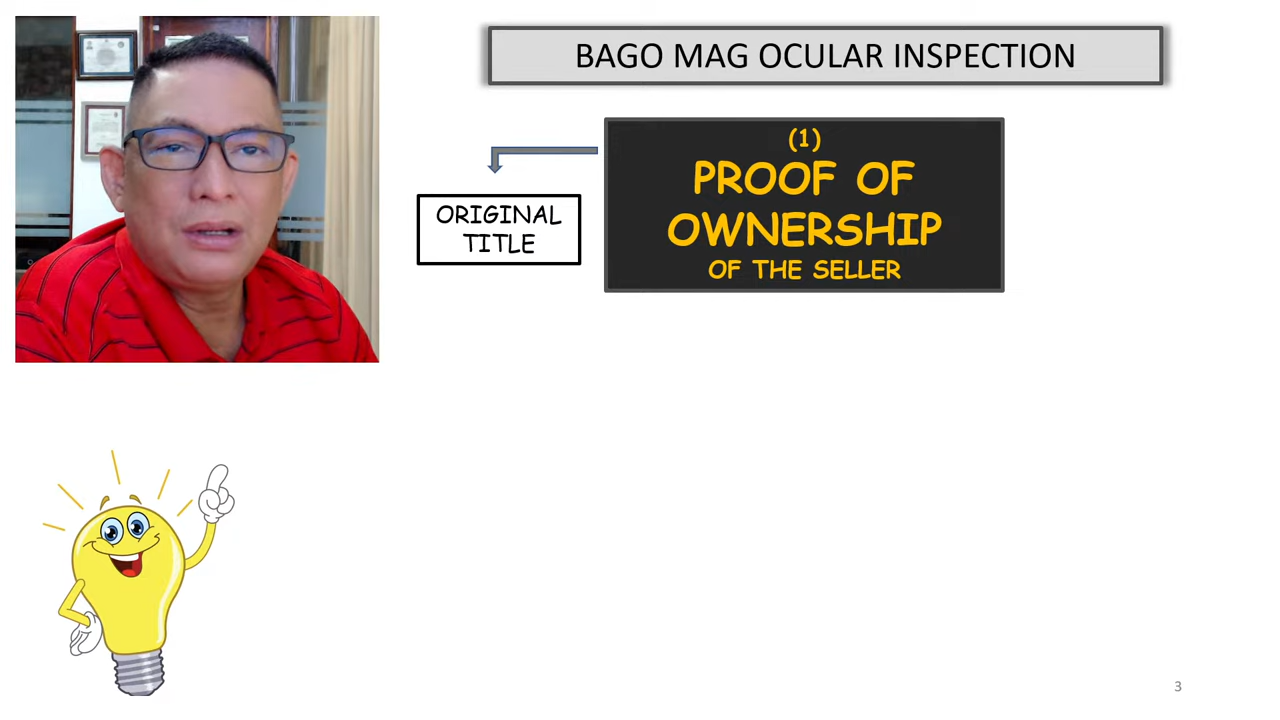 BAGO MAG OCULAR INSPECTION
(1)
PROOF OF
OWNERSHIP
OF THE SELLER
ORIGINAL
TITLE
3